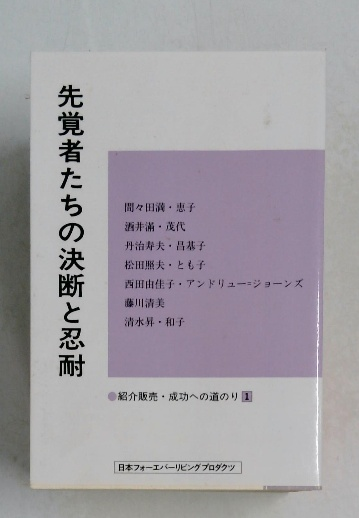 先覚者たちの決断と忍耐
間々田満・恵子
酒井満・茂代
丹治寿夫・昌基子
松田照夫・とも子
西田由佳子・アンドリュー=ジョーンズ
藤川清美
清水昇・和子
●紹介販売・成功への道のり1
日本フォーエバーリビングプロダクツ